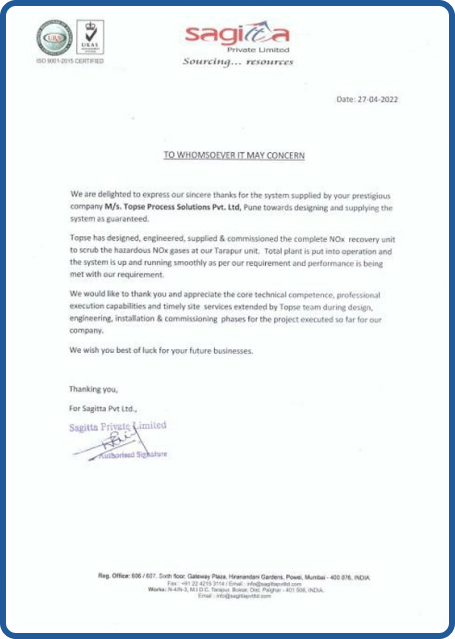 sagitta
Private Limited
Sourcing... resources
URS
UKAS
ISO 9001-2015 CERTIFIED
Date: 27-04-2022
TO WHOMSOEVER IT MAY CONCERN
We are delighted to express our sincere thanks for the system supplied by your prestigious
company M/s. Topse Process Solutions Pvt. Ltd, Pune towards designing and supplying the
system as guaranteed.
Topse has designed, engineered, supplied & commissioned the complete NOx recovery unit
to scrub the hazardous NOx gases at our Tarapur unit. Total plant is put into operation and
the system is up and running smoothly as per our requirement and performance is being
met with our requirement.
We would like to thank you and appreciate the core technical competence, professional
execution capabilities and timely site services extended by Topse team during design,
engineering, installation & commissioning phases for the project executed so far for our
company.
We wish you best of luck for your future businesses.
Thanking you,
For Sagitta Pvt Ltd.,
Sagitta Private Limited
Authorised Signature
Reg. Office: 606 / 607, Sixth floor, Gateway Plaza, Hiranandani Gardens, Powai, Mumbai - 400 076, INDIA.
Fax : +91 22 4215 3114 / Email : info@sagittapvtltd.com
Works: N-4/N-3, M.I.D.C. Tarapur, Boisar, Dist. Palghar - 401 506, INDIA.
Email : info@sagittapvtltd.com